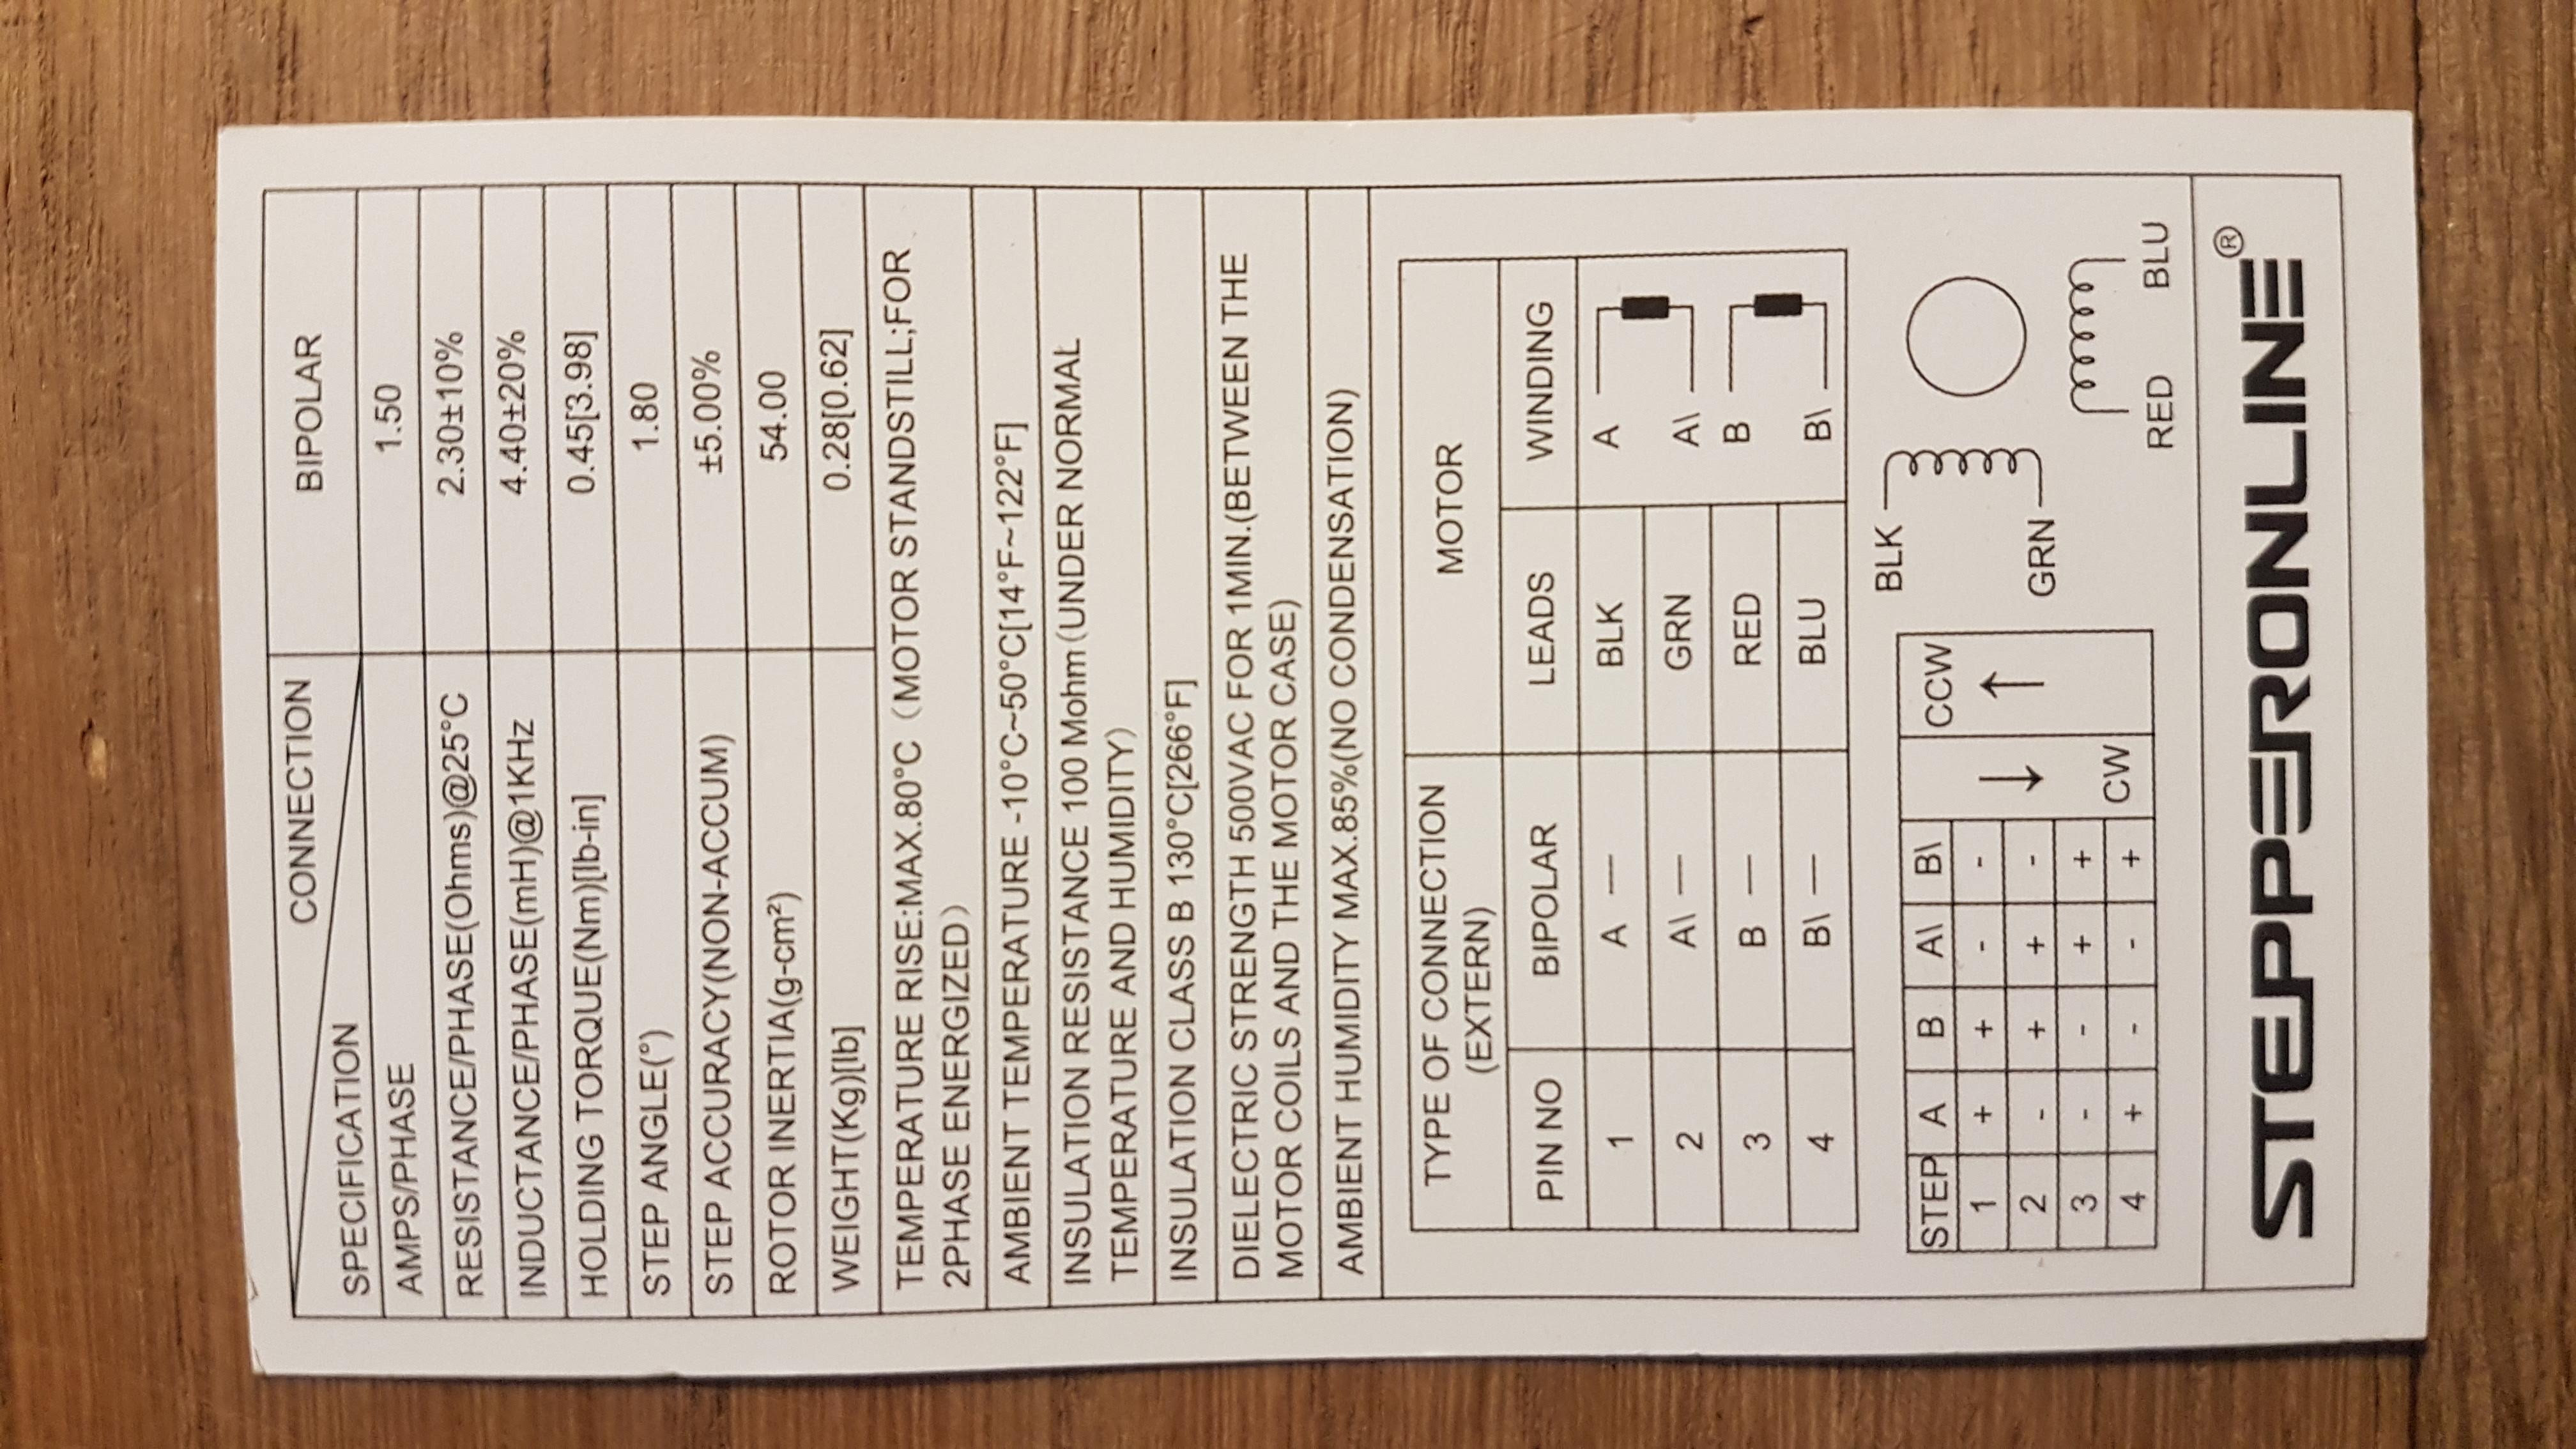 CONNECTION
SPECIFICATION
BIPOLAR
AMPS/PHASE 1.50
RESISTANCE/PHASE(Ohms)@25°C 2.30±10%
INDUCTANCE/PHASE(mH)@1KHz 4.40±20%
HOLDING TORQUE(Nm)[lb-in] 0.45[3.98]
STEP ANGLE(°) 1.80
STEP ACCURACY(NON-ACCUM) ±5.00%
ROTOR INERTIA(g-cm²) 54.00
WEIGHT(Kg)[lb] 0.28[0.62]
TEMPERATURE RISE:MAX.80°C（MOTOR STANDSTILL;FOR
2PHASE ENERGIZED）
AMBIENT TEMPERATURE -10°C~50°C[14°F~122°F]
INSULATION RESISTANCE 100 Mohm（UNDER NORMAL
TEMPERATURE AND HUMIDITY）
INSULATION CLASS B 130°C[266°F]
DIELECTRIC STRENGTH 500VAC FOR 1MIN.(BETWEEN THE
MOTOR COILS AND THE MOTOR CASE)
AMBIENT HUMIDITY MAX.85%(NO CONDENSATION)
TYPE OF CONNECTION
(EXTERN)
MOTOR
PIN NO BIPOLAR LEADS WINDING
1 A — BLK A
2 A\ — GRN A\
3 B — RED B
4 B\ — BLU B\
STEP A B A\ B\
1 + + - -
2 - + + -
3 - - + +
4 + - - +
↓
CW
CCW
↑
BLK
GRN
RED BLU
STEPPERONLINE®